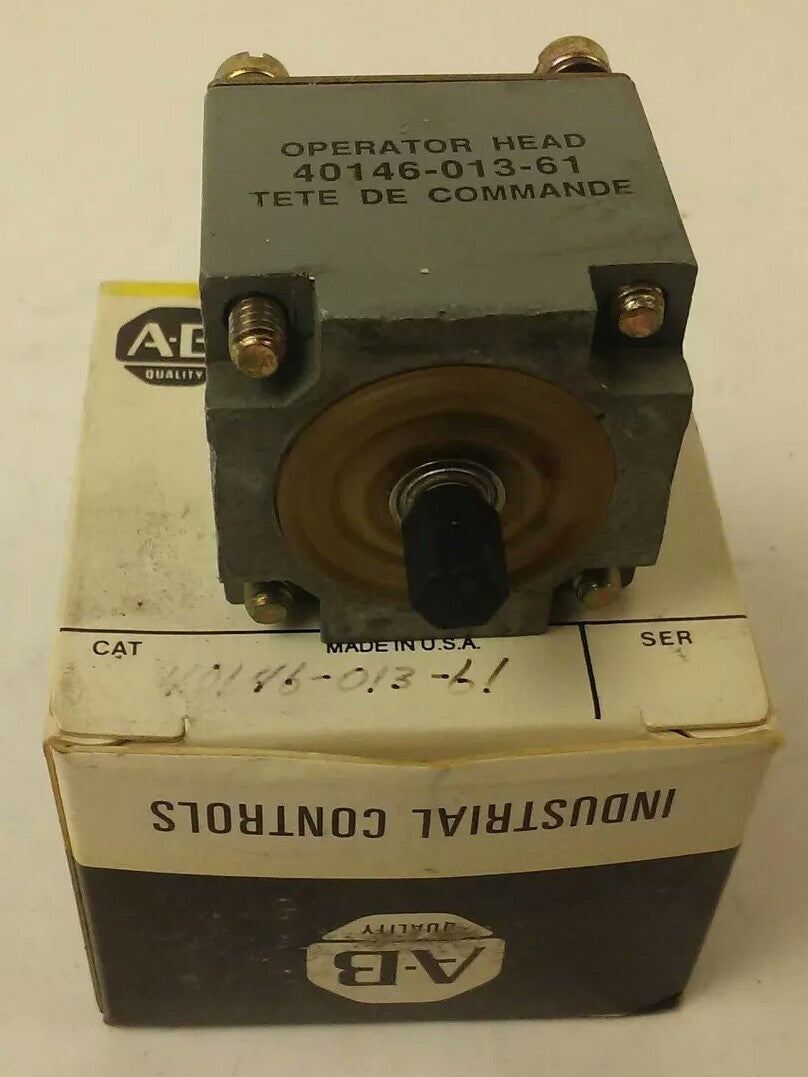 OPERATOR HEAD
40146-013-61
TETE DE COMMANDE
A-B
QUALITY
CAT
MADE IN U.S.A.
SER
40146-013-61
INDUSTRIAL CONTROLS
A-B
QUALITY